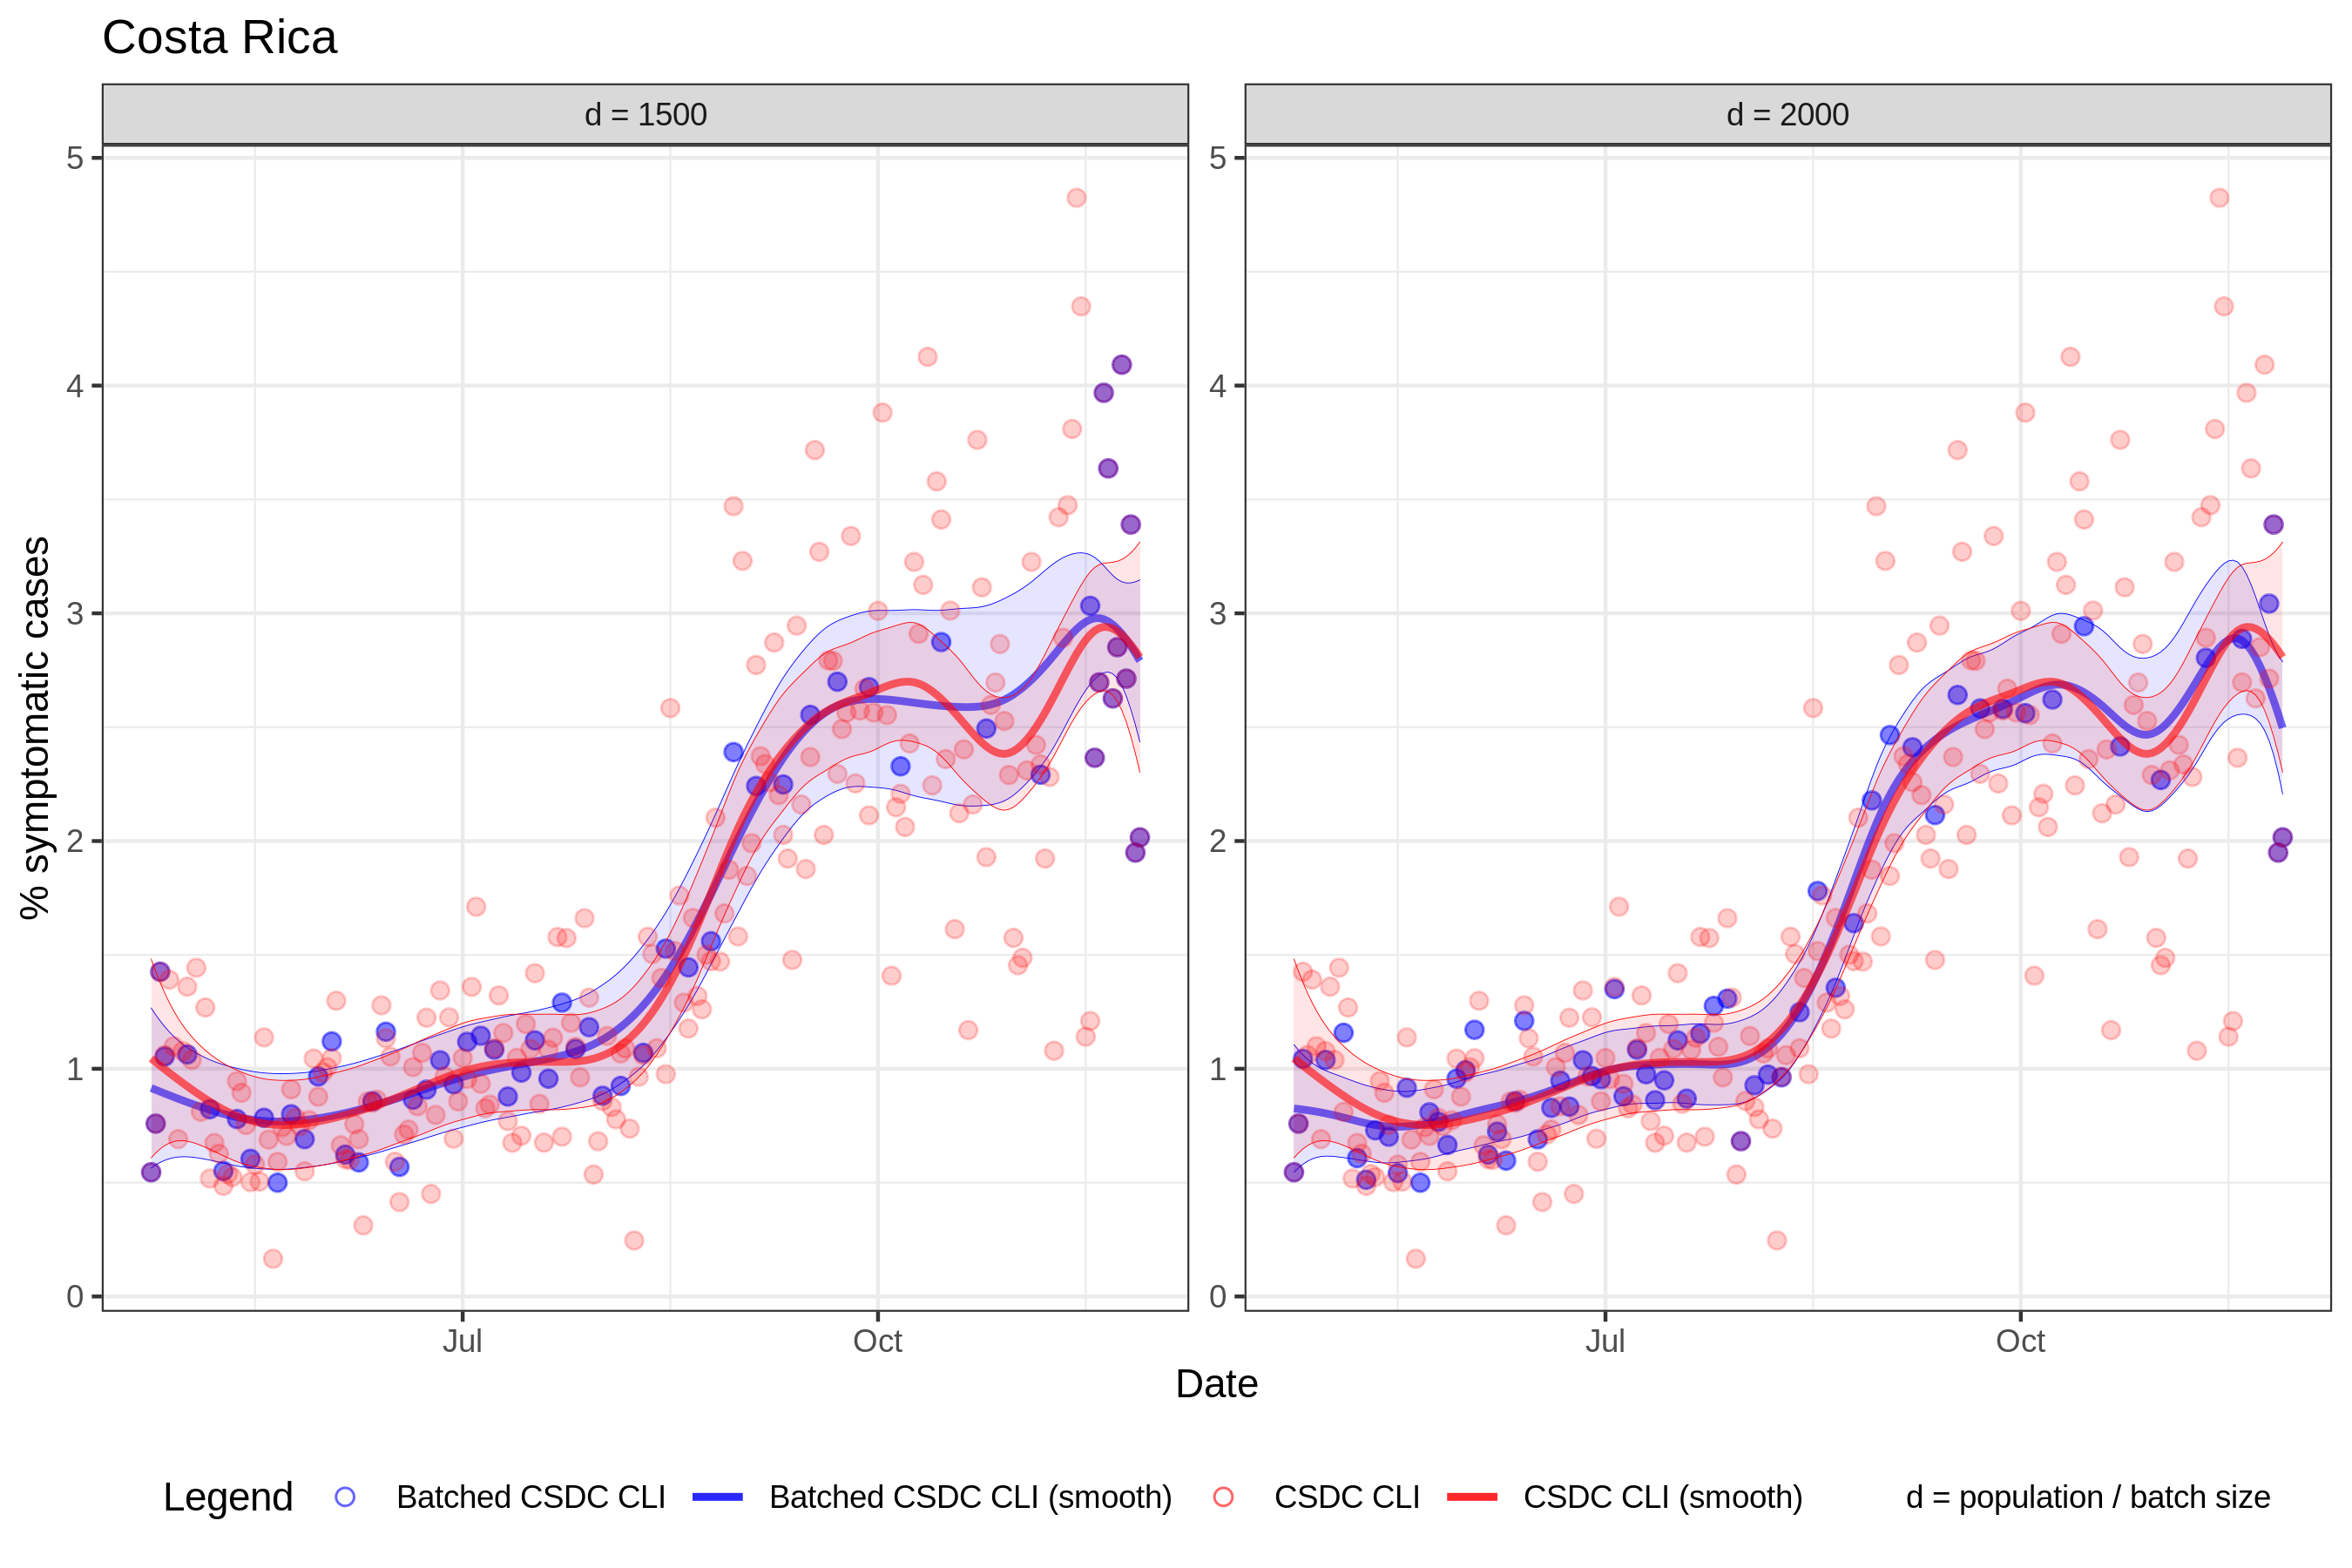 Costa Rica
d = 1500
d = 2000
% symptomatic cases
5
4
3
2
1
0
5
4
3
2
1
0
Jul
Oct
Jul
Oct
Date
Legend
Batched CSDC CLI
Batched CSDC CLI (smooth)
CSDC CLI
CSDC CLI (smooth)
d = population / batch size